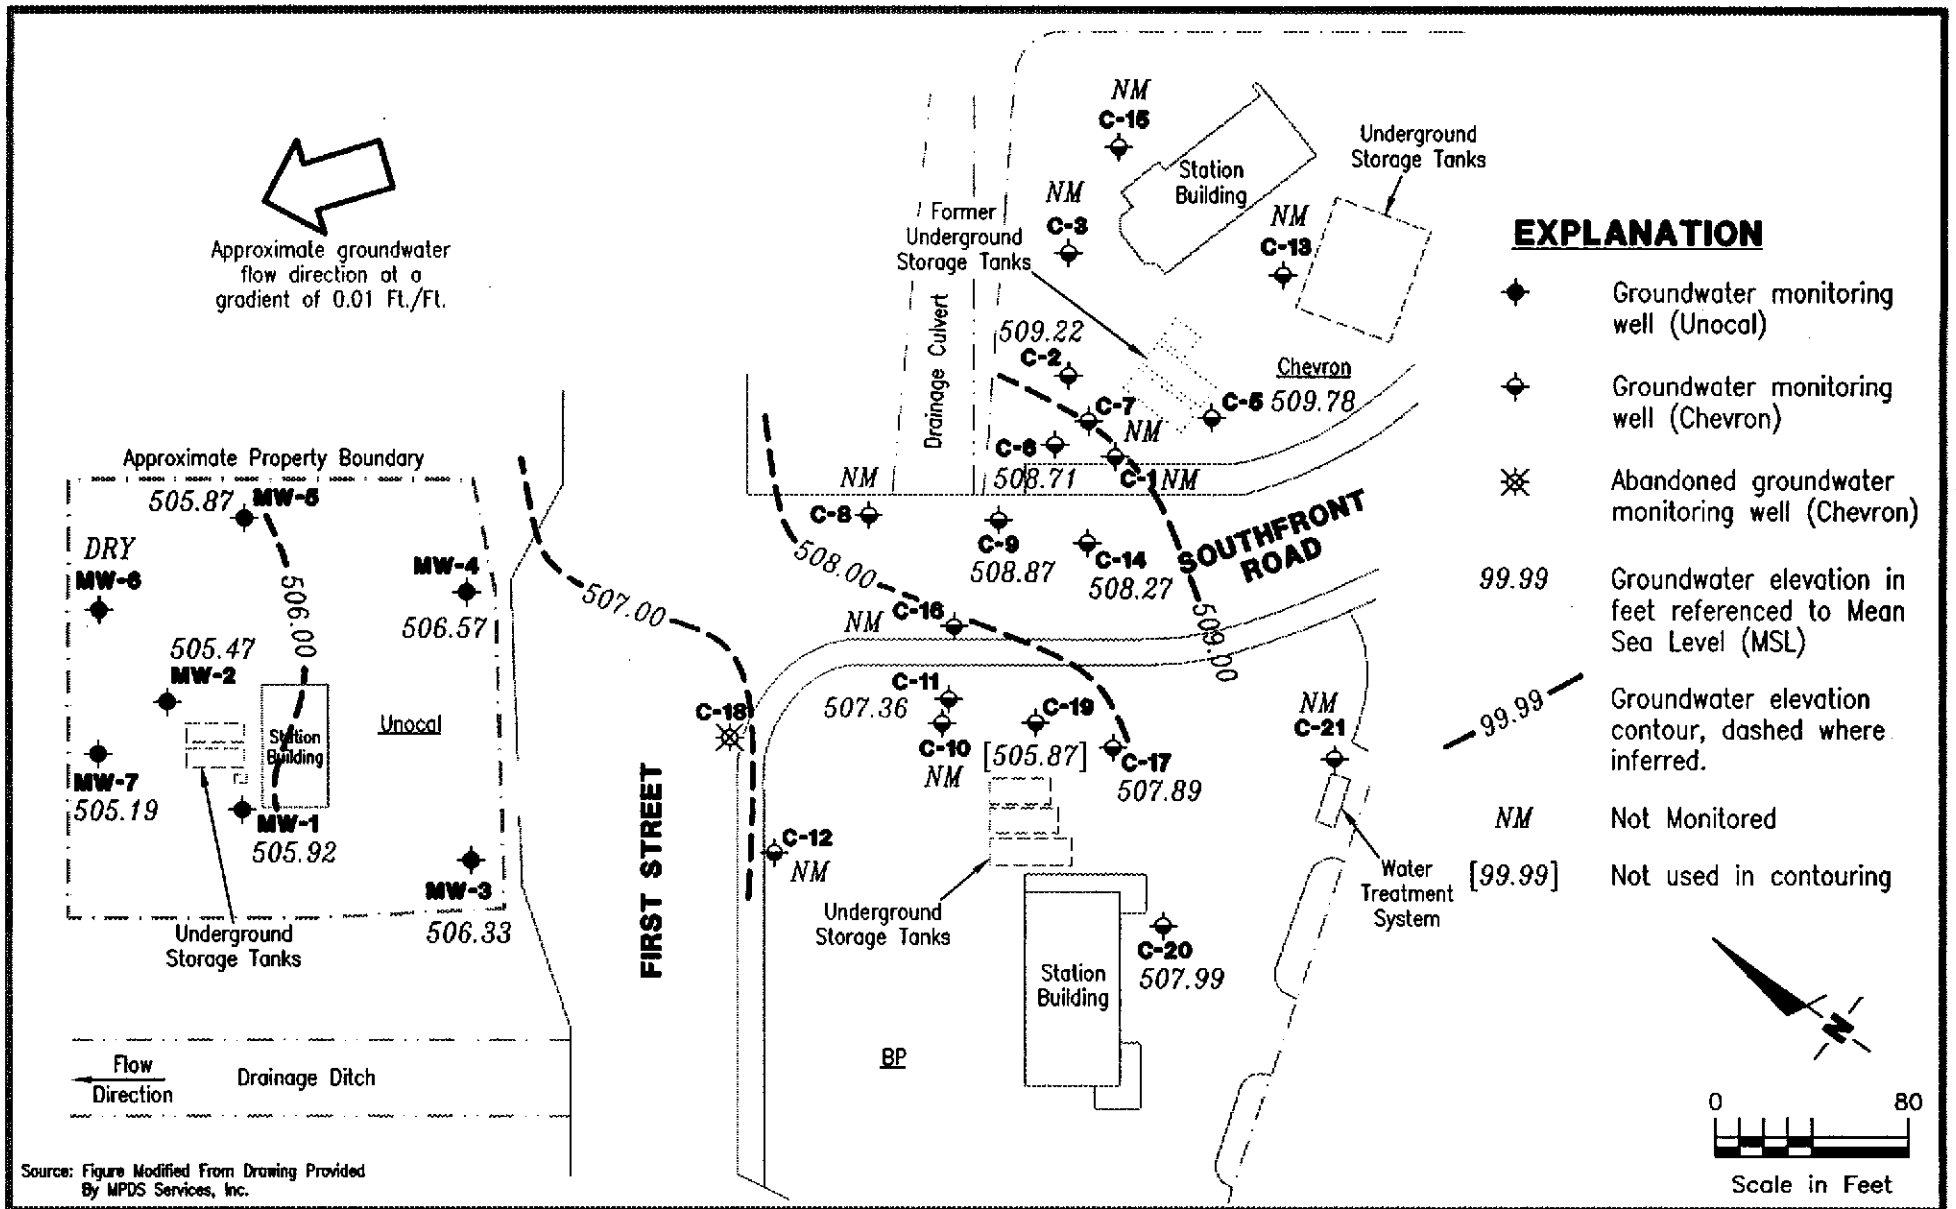 NM
C-15
Station
Building
Underground
Storage Tanks
NM
C-3
Former
Underground
Storage Tanks
NM
C-13
Approximate groundwater
flow direction at a
gradient of 0.01 Ft./Ft.
Drainage Culvert
509.22
C-2
Chevron
C-5
509.78
C-7
NM
C-6
508.71
C-1
NM
Approximate Property Boundary
505.87
MW-5
DRY
MW-6
MW-4
506.57
506.00
505.47
MW-2
Station
Building
Unocal
MW-7
505.19
MW-1
505.92
MW-3
506.33
Underground
Storage Tanks
507.00
NM
C-8
508.00
C-9
508.87
C-14
508.27
SOUTHFRONT
ROAD
509.00
NM
C-16
C-11
507.36
C-10
NM
C-19
[505.87]
C-17
507.89
C-18
NM
C-21
FIRST STREET
C-12
NM
Underground
Storage Tanks
Station
Building
C-20
507.99
Water
Treatment
System
BP
Flow
Direction
Drainage Ditch
Source: Figure Modified From Drawing Provided
By MPDS Services, Inc.
EXPLANATION
Groundwater monitoring
well (Unocal)
Groundwater monitoring
well (Chevron)
Abandoned groundwater
monitoring well (Chevron)
99.99
Groundwater elevation in
feet referenced to Mean
Sea Level (MSL)
99.99
Groundwater elevation
contour, dashed where
inferred.
NM
Not Monitored
[99.99]
Not used in contouring
N
0
80
Scale in Feet